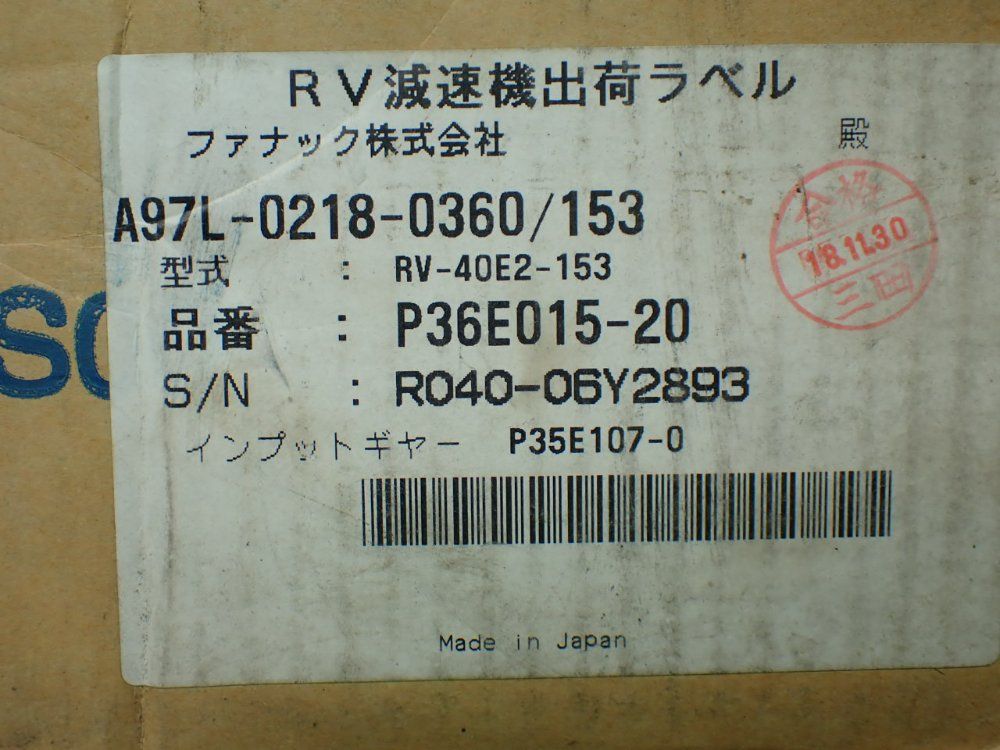 RV減速機出荷ラベル
ファナック株式会社 殿
A97L-0218-0360/153
型式 : RV-40E2-153
品番 : P36E015-20
S/N : R040-06Y2893
インプットギヤー P35E107-0
合格
18.11.30
Made in Japan